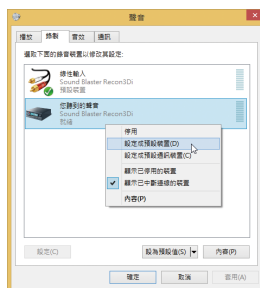 聲音
播放 錄製 音效 通訊
選取下面的錄音裝置以修改其設定:
線性輸入
Sound Blaster Recon3Di
預設裝置
您聽到的聲音
Sound Blaster Recon3Di
就緒
停用
設定成預設裝置(D)
設定成預設通訊裝置(C)
顯示已停用的裝置
顯示已中斷連線的裝置
內容(P)
設定(C) 設為預設值(S) 內容(P)
確定 取消 套用(A)